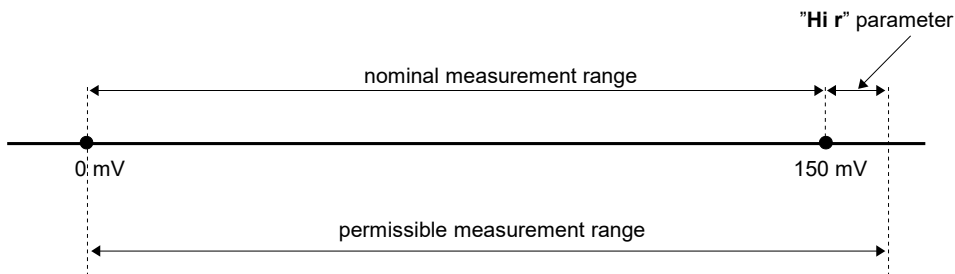 ”Hi r” parameter
nominal measurement range
0 mV
150 mV
permissible measurement range